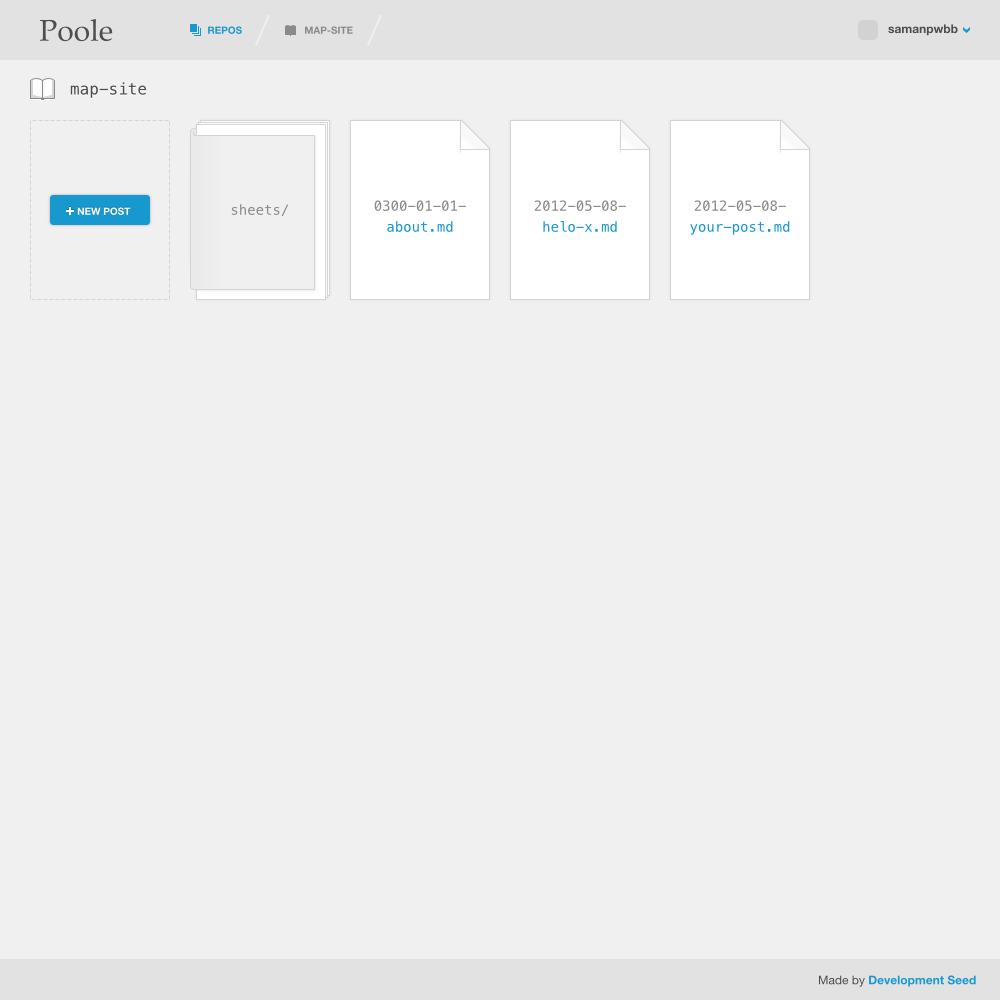 Poole
REPOS
MAP-SITE
samanpwbb
map-site
+ NEW POST
sheets/
0300-01-01-
about.md
2012-05-08-
helo-x.md
2012-05-08-
your-post.md
Made by Development Seed